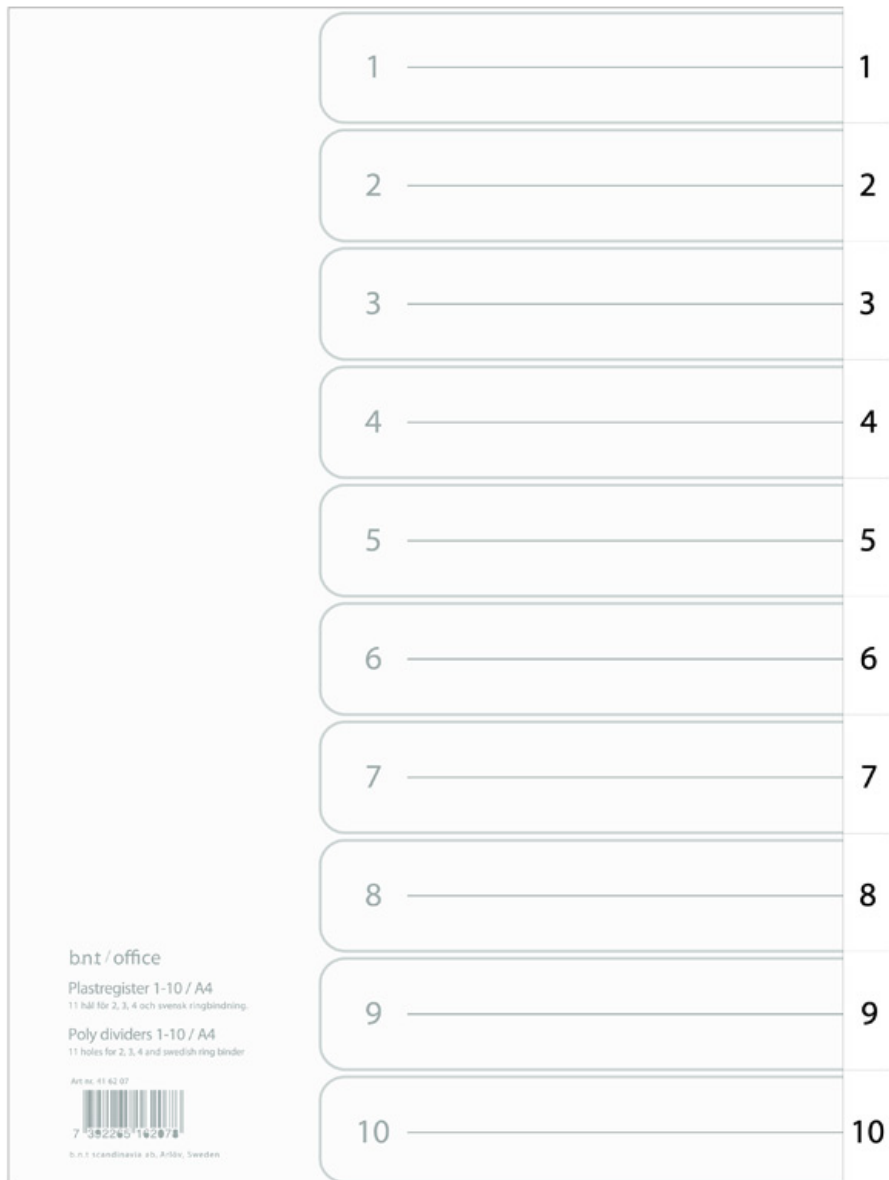 1 1
2 2
3 3
4 4
5 5
6 6
7 7
8 8
9 9
10 10
b.n.t / office
Plastregister 1-10 / A4
11 hål för 2, 3, 4 och svensk ringbindning.
Poly dividers 1-10 / A4
11 holes for 2, 3, 4 and swedish ring binder
Art nr. 41 62 07
7 392265 162078
b.n.t scandinavia ab, Arlöv, Sweden